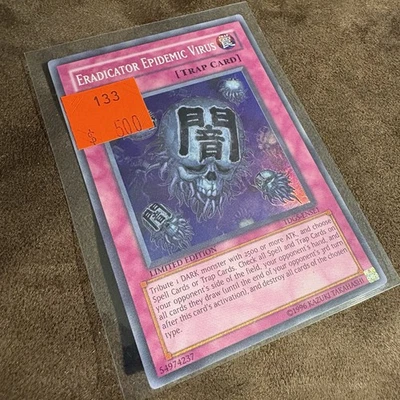 ERADICATOR EPIDEMIC VIRUS
[TRAP CARD]
133
$ 50.0
闇
LIMITED EDITION
Tribute 1 DARK monster with 2500 or more ATK, and choose
Spell Cards or Trap Cards. Check all Spell and Trap Cards on
your opponent's side of the field, your opponent's hand, and
all cards they draw (until the end of your opponent's 3rd turn
after this card's activation), and destroy all cards of the chosen
type.
54974237
©1996 KAZUKI TAKAHASHI